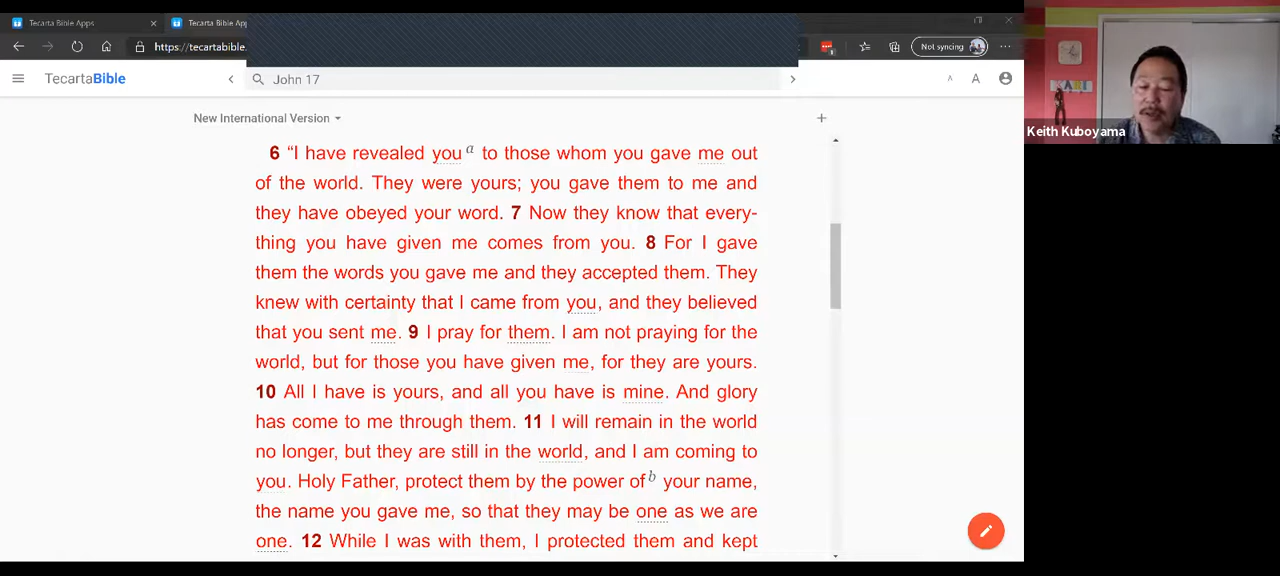 Tecarta Bible Apps
Tecarta Bible App
https://tecartabible.
Not syncing
TecartaBible
John 17
A
A
New International Version
6 “I have revealed you a to those whom you gave me out
of the world. They were yours; you gave them to me and
they have obeyed your word. 7 Now they know that every-
thing you have given me comes from you. 8 For I gave
them the words you gave me and they accepted them. They
knew with certainty that I came from you, and they believed
that you sent me. 9 I pray for them. I am not praying for the
world, but for those you have given me, for they are yours.
10 All I have is yours, and all you have is mine. And glory
has come to me through them. 11 I will remain in the world
no longer, but they are still in the world, and I am coming to
you. Holy Father, protect them by the power of b your name,
the name you gave me, so that they may be one as we are
one. 12 While I was with them, I protected them and kept
KARI
Keith Kuboyama